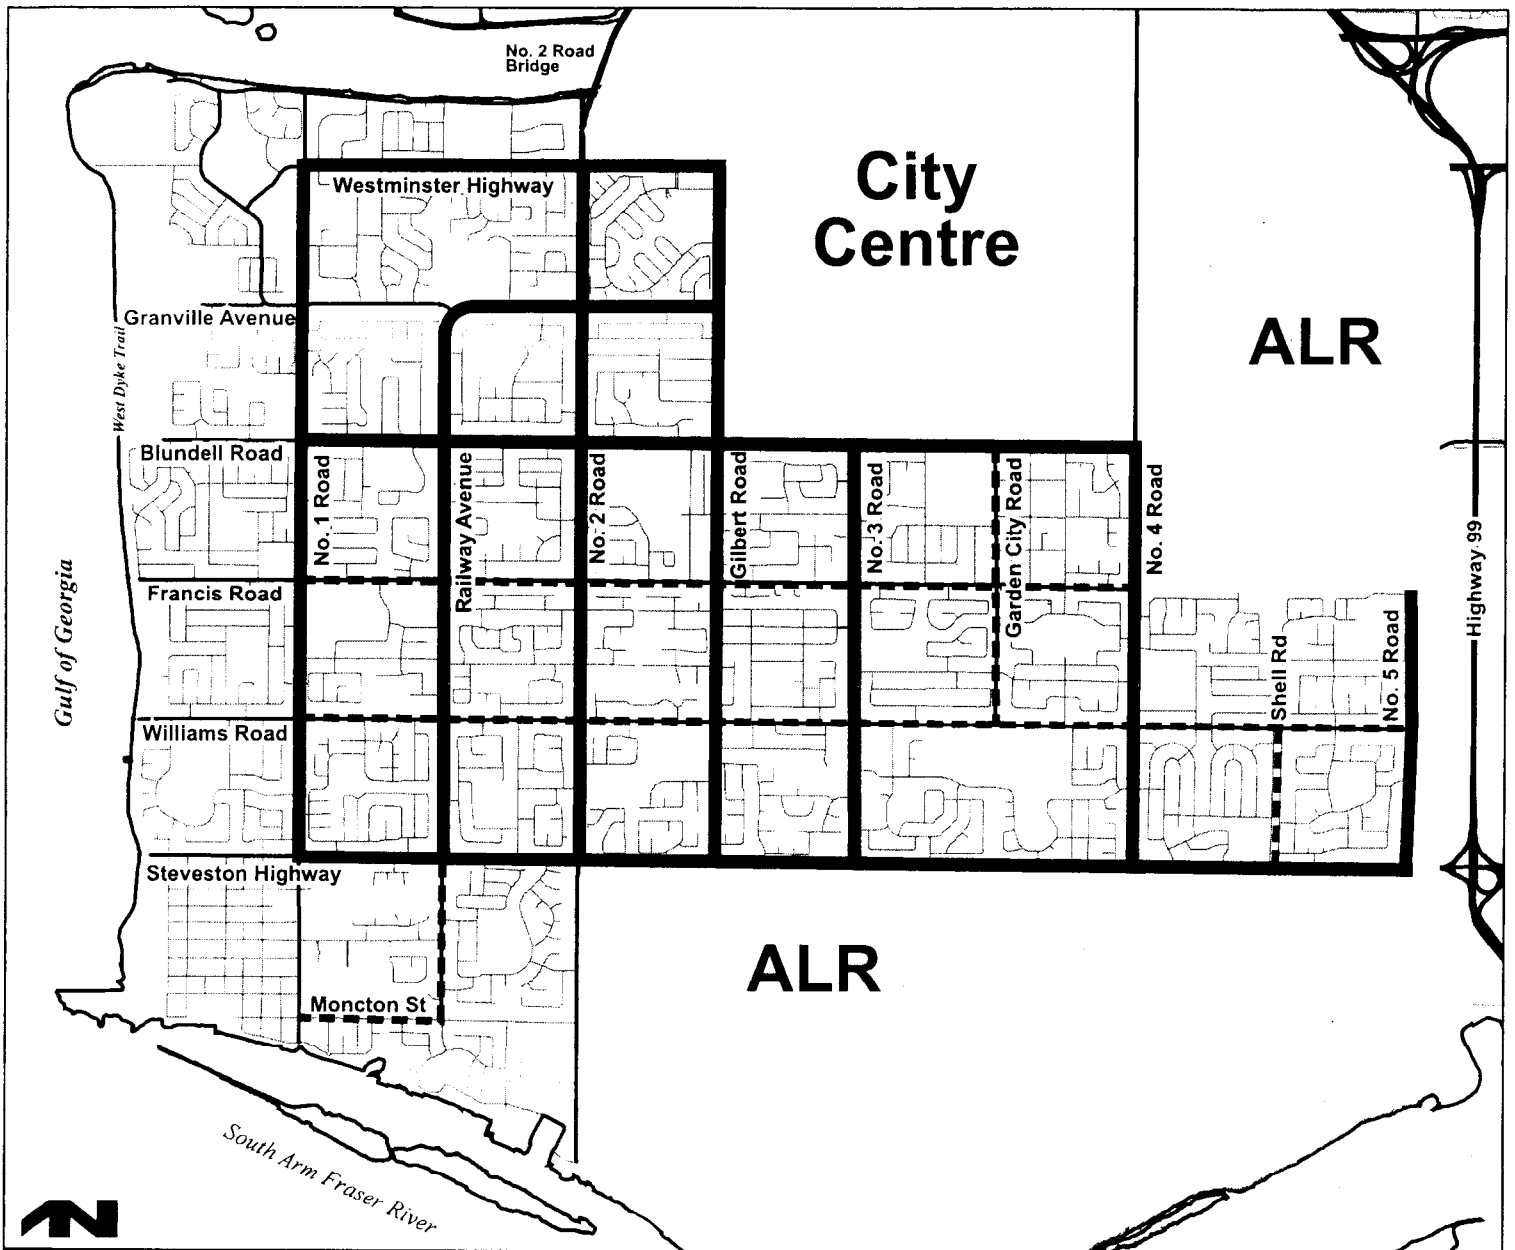 No. 2 Road
Bridge
City
Centre
Westminster Highway
Granville Avenue
ALR
West Dyke Trail
Blundell Road
No. 1 Road
Railway Avenue
No. 2 Road
Gilbert Road
No. 3 Road
Garden City Road
No. 4 Road
Highway 99
Francis Road
Gulf of Georgia
Shell Rd
No. 5 Road
Williams Road
Steveston Highway
ALR
Moncton St
South Arm Fraser River
N